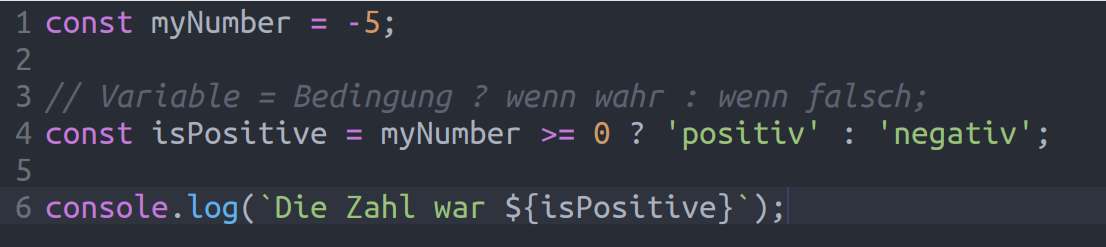 1 const myNumber = -5;
2
3 // Variable = Bedingung ? wenn wahr : wenn falsch;
4 const isPositive = myNumber >= 0 ? 'positiv' : 'negativ';
5
6 console.log(`Die Zahl war ${isPositive}`);